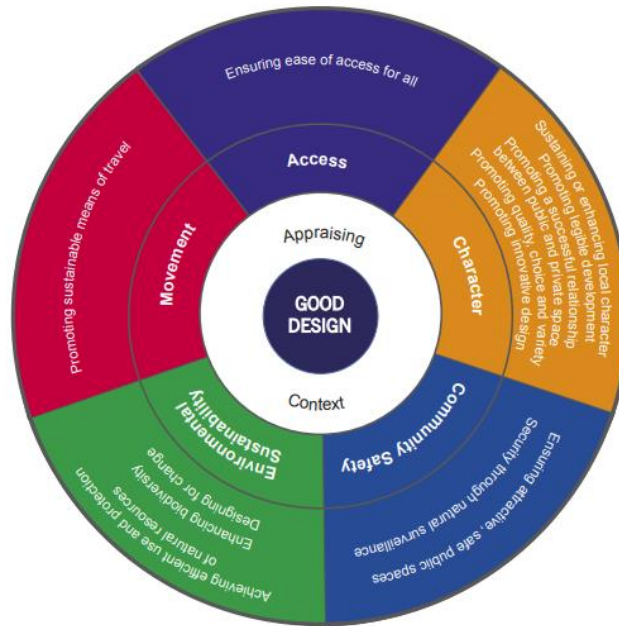 Ensuring ease of access for all
Access
Sustaining or enhancing local character
Promoting legible development
Promoting a successful relationship
between public and private space
Promoting quality, choice and variety
Promoting innovative design
Character
Ensuring attractive, safe public spaces
Security through natural surveillance
Community Safety
Environmental
Sustainability
Achieving efficient use and protection
of natural resources
Enhancing biodiversity
Designing for change
Promoting sustainable means of travel
Movement
Appraising
GOOD
DESIGN
Context